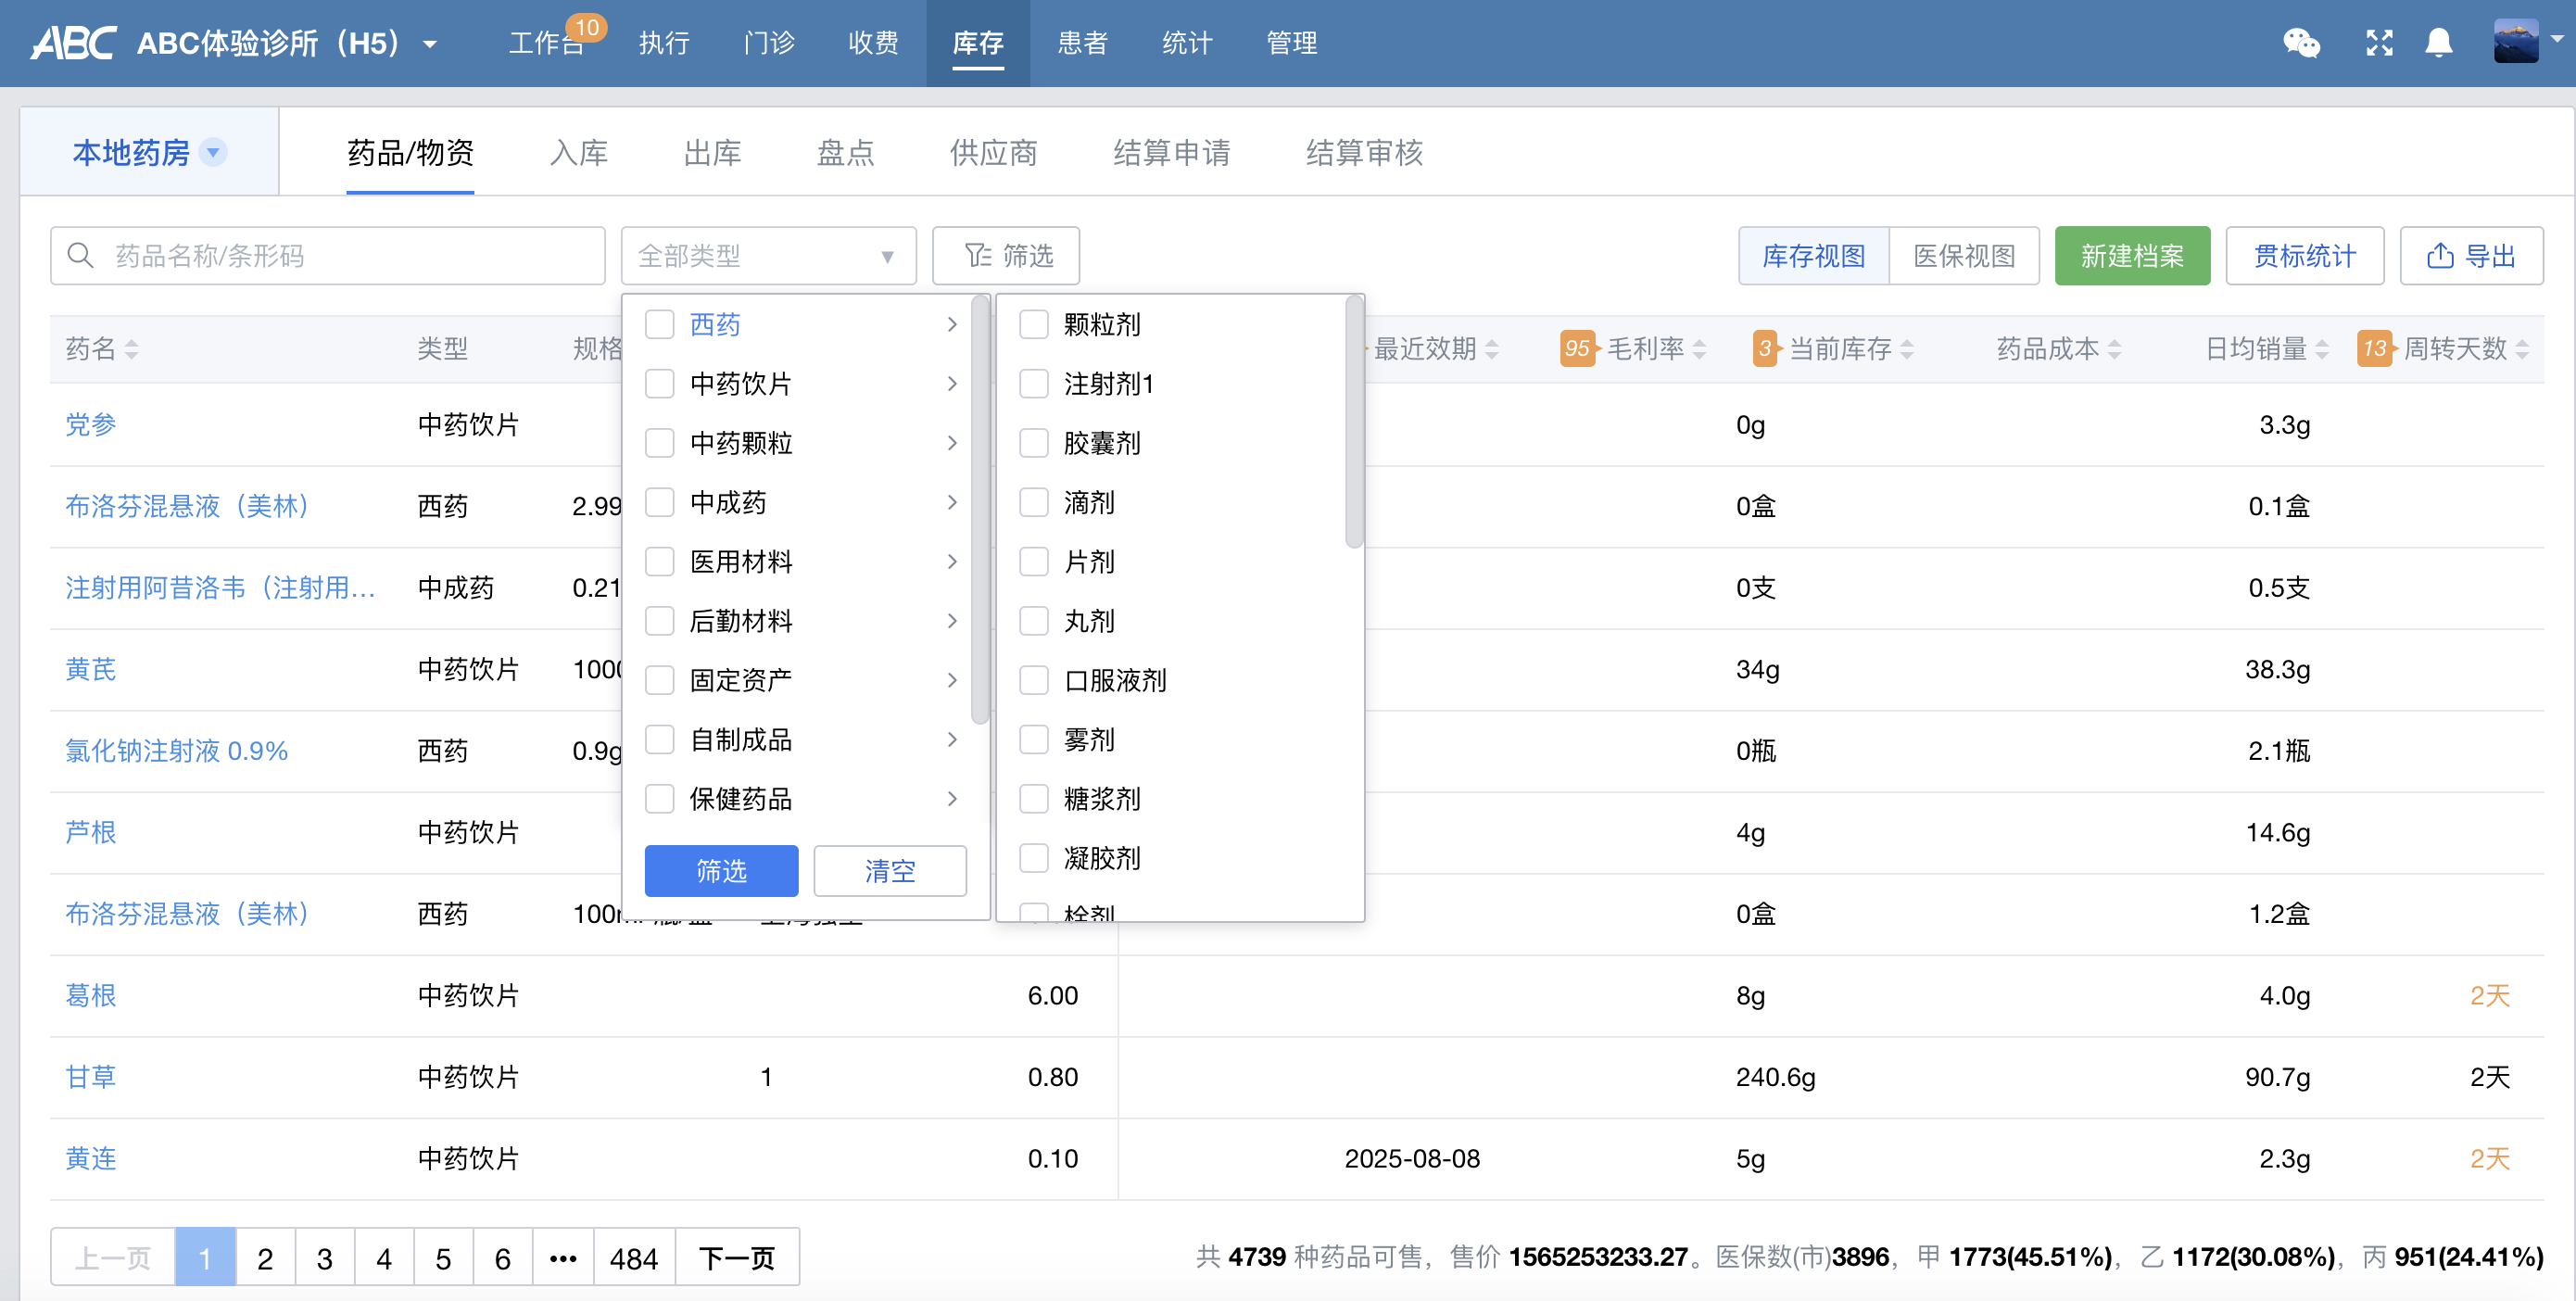 ABC ABC体验诊所（H5） 工作台 10 执行 门诊 收费 库存 患者 统计 管理
本地药房 药品/物资 入库 出库 盘点 供应商 结算申请 结算审核
药品名称/条形码 全部类型 筛选 库存视图 医保视图 新建档案 贯标统计 导出
药名 类型 规格 最近效期 95 毛利率 3 当前库存 药品成本 日均销量 13 周转天数
党参 中药饮片 0g 3.3g
布洛芬混悬液（美林） 西药 2.99 0盒 0.1盒
注射用阿昔洛韦（注射用... 中成药 0.21 0支 0.5支
黄芪 中药饮片 100 34g 38.3g
氯化钠注射液 0.9% 西药 0.9g 0瓶 2.1瓶
芦根 中药饮片 4g 14.6g
布洛芬混悬液（美林） 西药 0盒 1.2盒
葛根 中药饮片 6.00 8g 4.0g 2天
甘草 中药饮片 1 0.80 240.6g 90.7g 2天
黄连 中药饮片 0.10 2025-08-08 5g 2.3g 2天
西药
中药饮片
中药颗粒
中成药
医用材料
后勤材料
固定资产
自制成品
保健药品
筛选 清空
颗粒剂
注射剂1
胶囊剂
滴剂
片剂
丸剂
口服液剂
雾剂
糖浆剂
凝胶剂
栓剂
上一页 1 2 3 4 5 6 ••• 484 下一页
共 4739 种药品可售，售价 1565253233.27。医保数(市)3896，甲 1773(45.51%)，乙 1172(30.08%)，丙 951(24.41%)